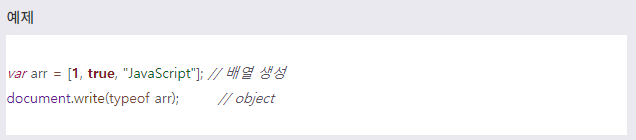 예제
var arr = [1, true, "JavaScript"]; // 배열 생성
document.write(typeof arr);        // object